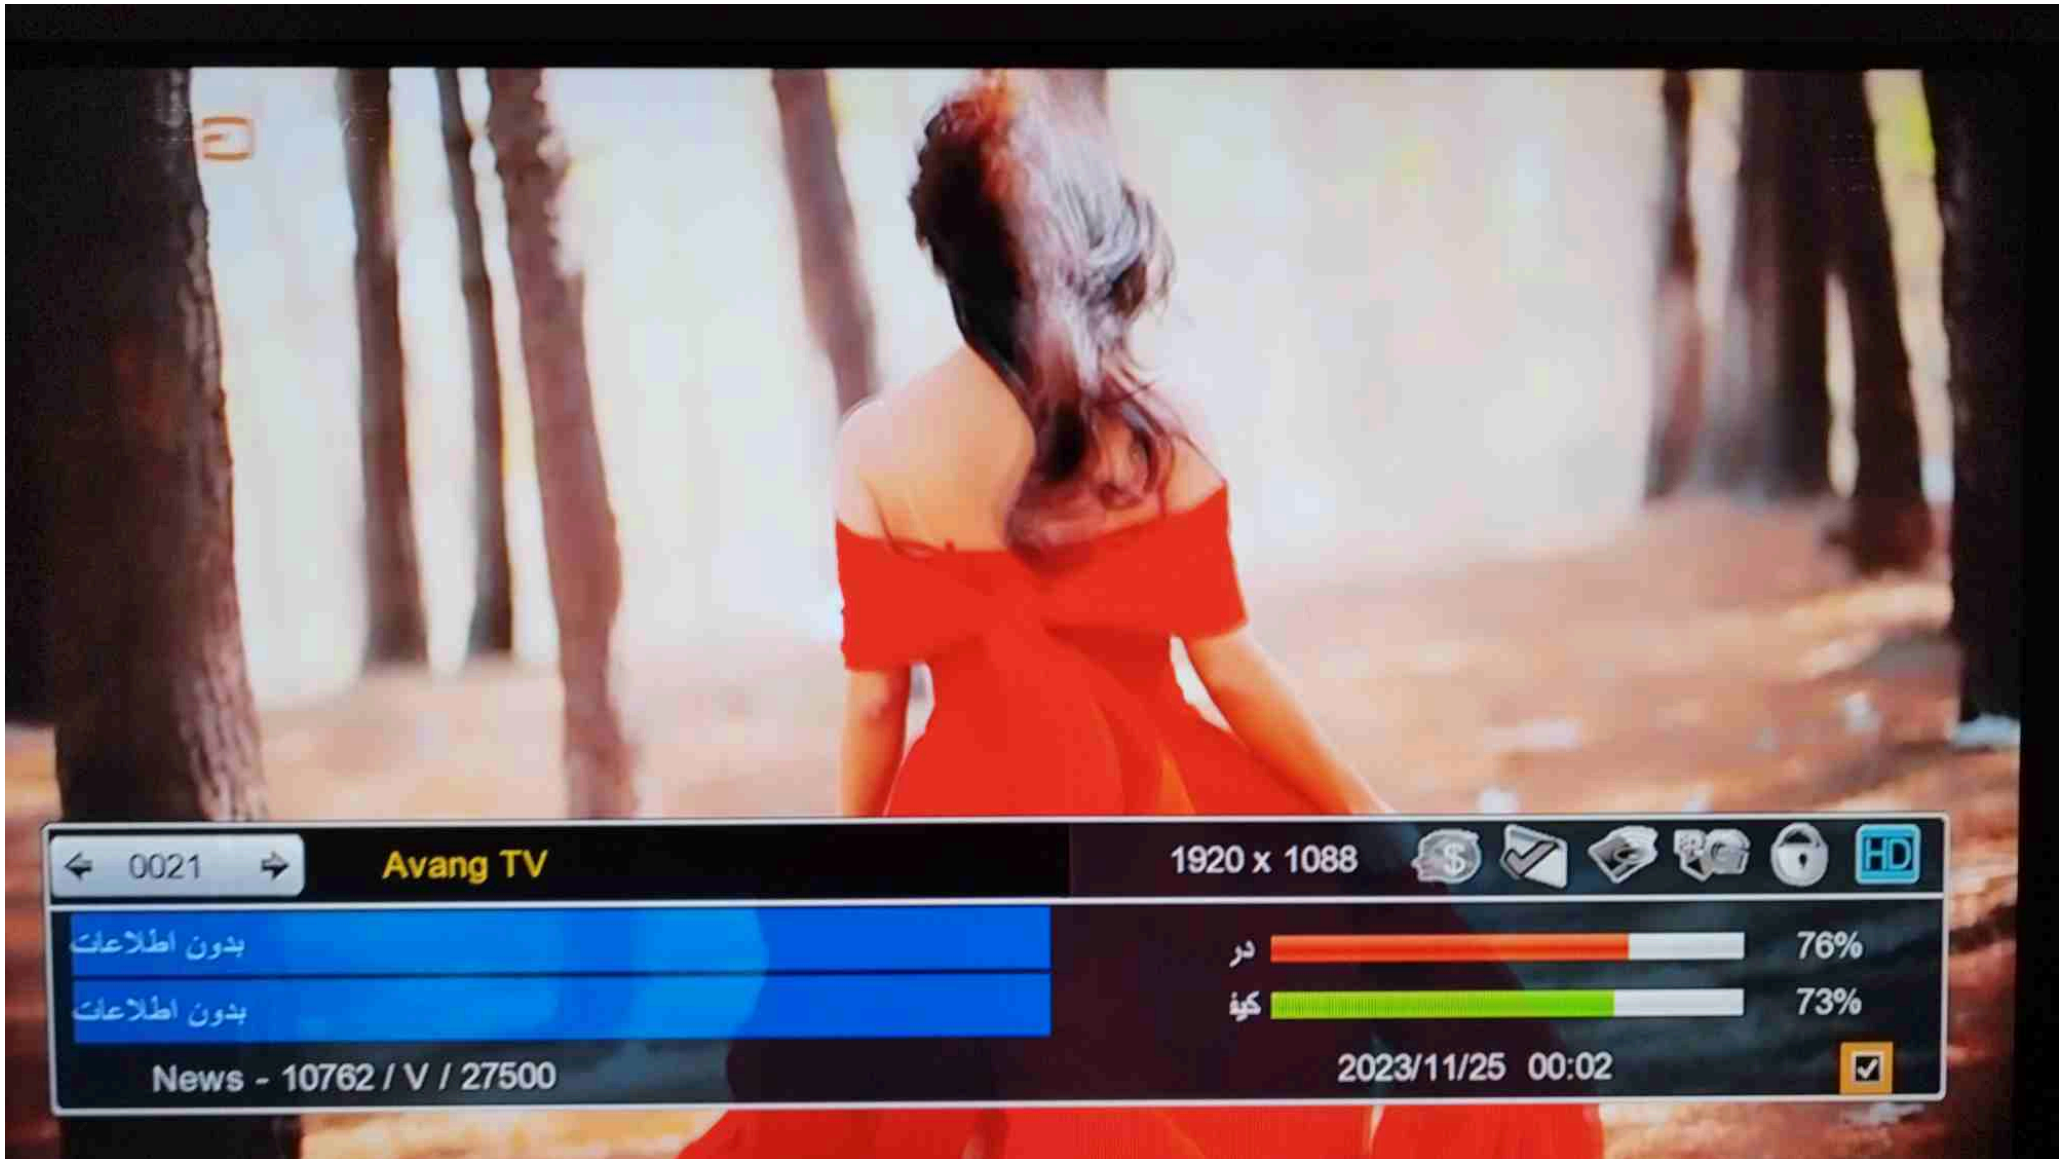 0021
Avang TV
1920 x 1088
HD
بدون اطلاعات
در
76%
بدون اطلاعات
کیف
73%
News - 10762 / V / 27500
2023/11/25 00:02